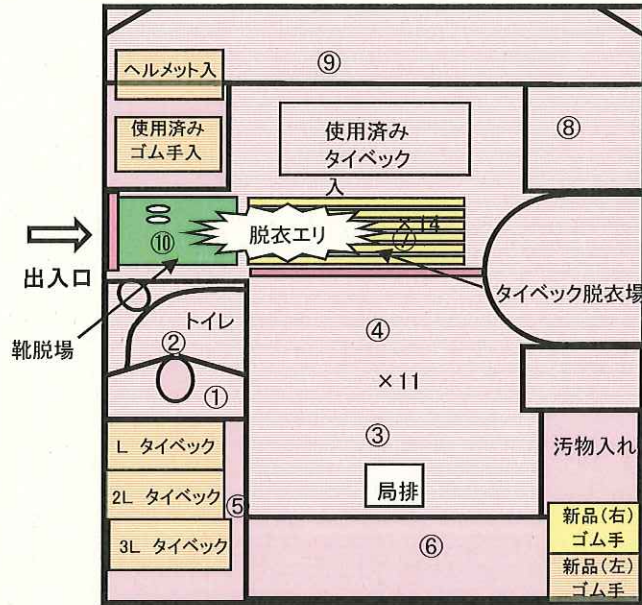 ⑨
ヘルメット入
使用済み
ゴム手入
使用済み
タイベック
入
⑧
×14
⑦
脱衣エリ
⑩
出入口
タイベック脱衣場
靴脱場
トイレ
②
①
④
×11
③
局排
L タイベック
2L タイベック
3L タイベック
⑤
⑥
汚物入れ
新品(右)
ゴム手
新品(左)
ゴム手